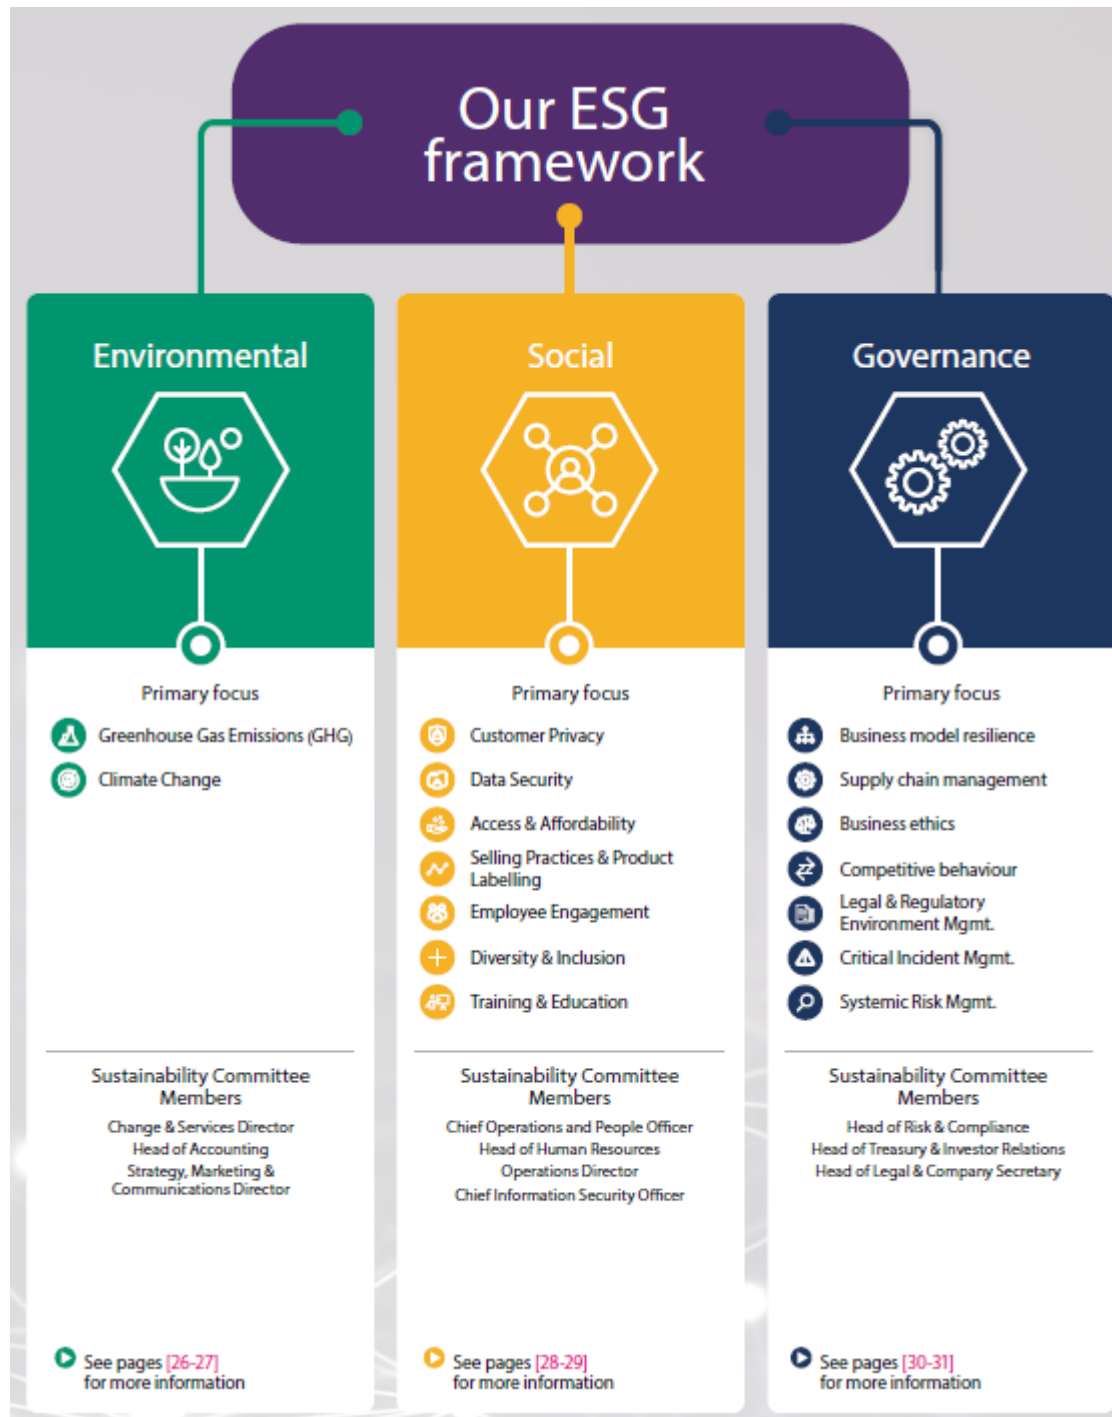 Our ESG
framework
Environmental
Primary focus
Greenhouse Gas Emissions (GHG)
Climate Change
Sustainability Committee
Members
Change & Services Director
Head of Accounting
Strategy, Marketing &
Communications Director
See pages [26-27]
for more information
Social
Primary focus
Customer Privacy
Data Security
Access & Affordability
Selling Practices & Product
Labelling
Employee Engagement
Diversity & Inclusion
Training & Education
Sustainability Committee
Members
Chief Operations and People Officer
Head of Human Resources
Operations Director
Chief Information Security Officer
See pages [28-29]
for more information
Governance
Primary focus
Business model resilience
Supply chain management
Business ethics
Competitive behaviour
Legal & Regulatory
Environment Mgmt.
Critical Incident Mgmt.
Systemic Risk Mgmt.
Sustainability Committee
Members
Head of Risk & Compliance
Head of Treasury & Investor Relations
Head of Legal & Company Secretary
See pages [30-31]
for more information